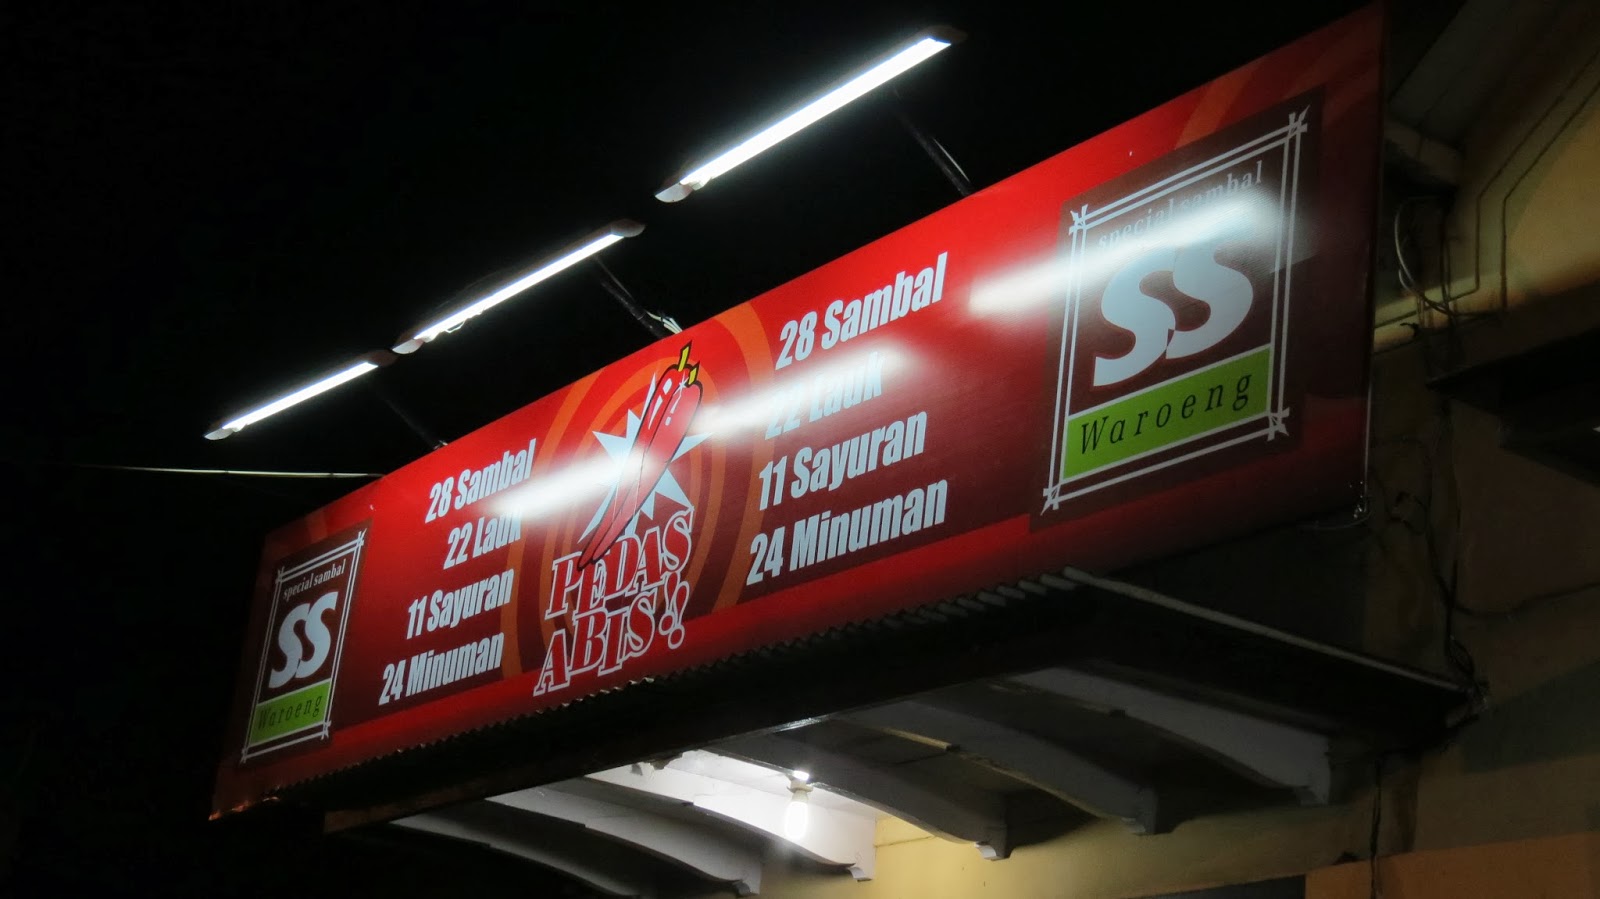 special sambal
SS
Waroeng
28 Sambal
22 Lauk
11 Sayuran
24 Minuman
PEDAS
ABIS!!
28 Sambal
22 Lauk
11 Sayuran
24 Minuman
special sambal
SS
Waroeng